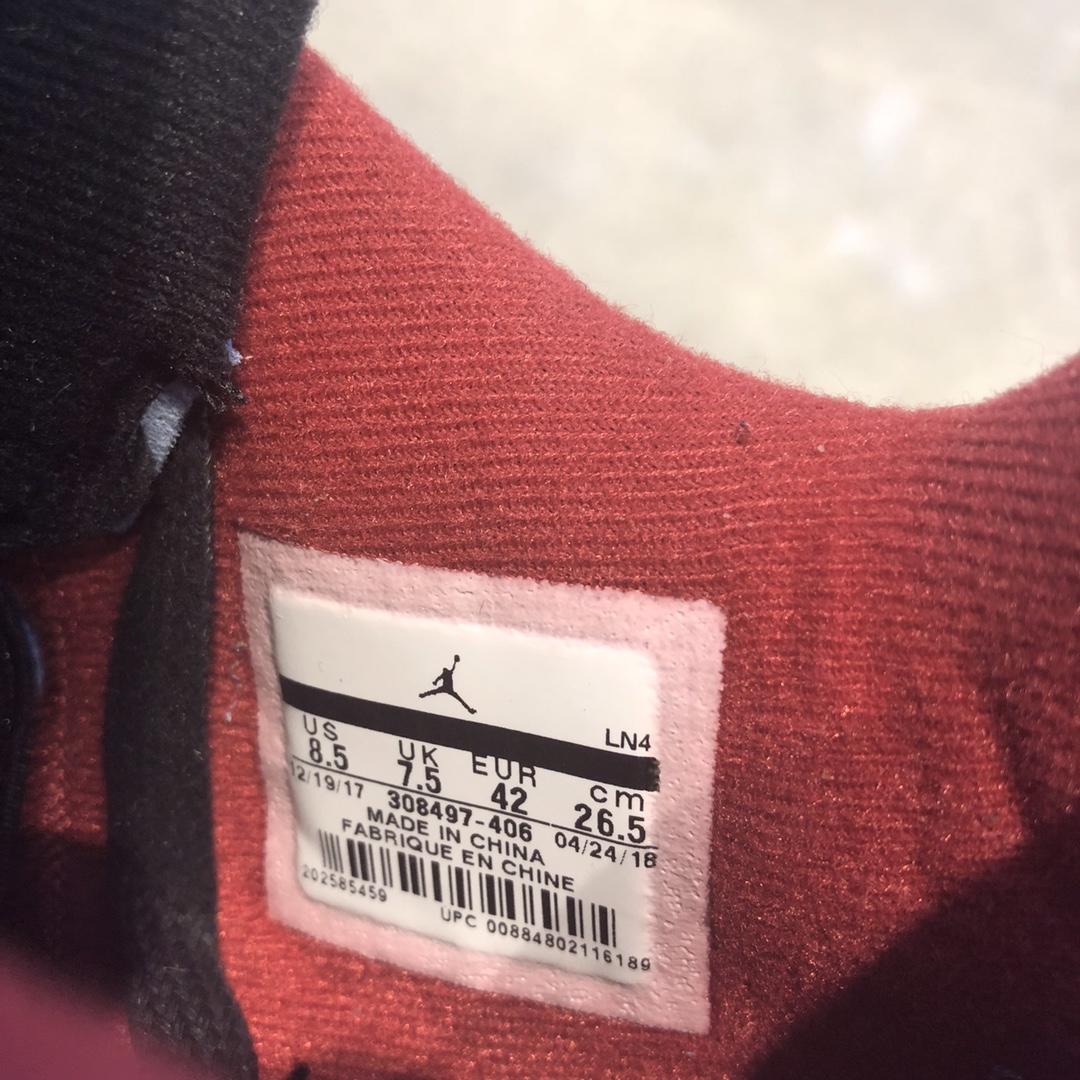 LN4
US UK EUR cm
8.5 7.5 42 26.5
12/19/17 308497-406 04/24/18
MADE IN CHINA
FABRIQUE EN CHINE
202585459
UPC 00884802116189